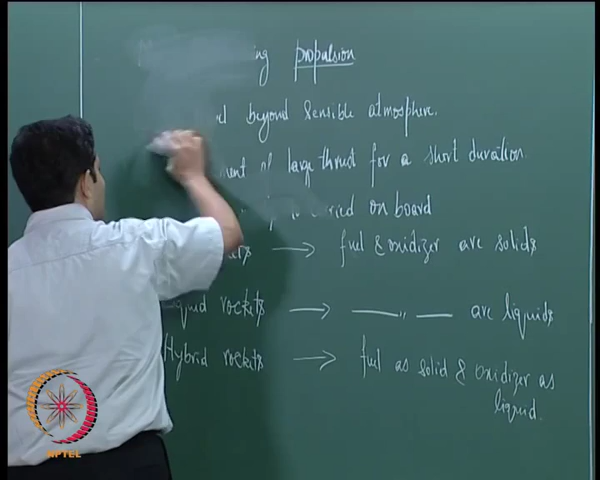 propulsion
beyond sensible atmosphere.
of large thrust for a short duration
carried on board
→ fuel & oxidizer are solids
liquid rockets → —— " —— are liquids
Hybrid rockets → fuel as solid & oxidizer as
liquid.
NPTEL